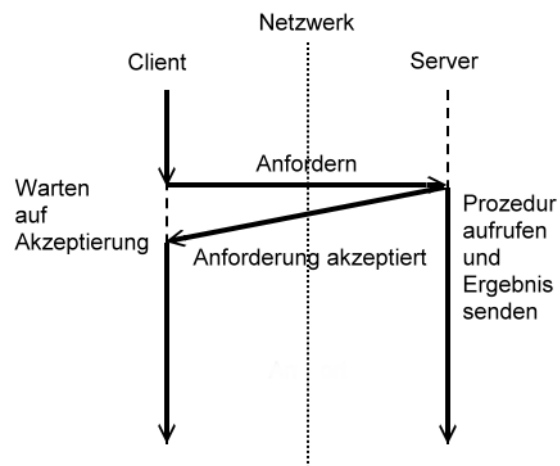 Netzwerk
Client
Server
Anfordern
Warten
auf
Akzeptierung
Anforderung akzeptiert
Prozedur
aufrufen
und
Ergebnis
senden